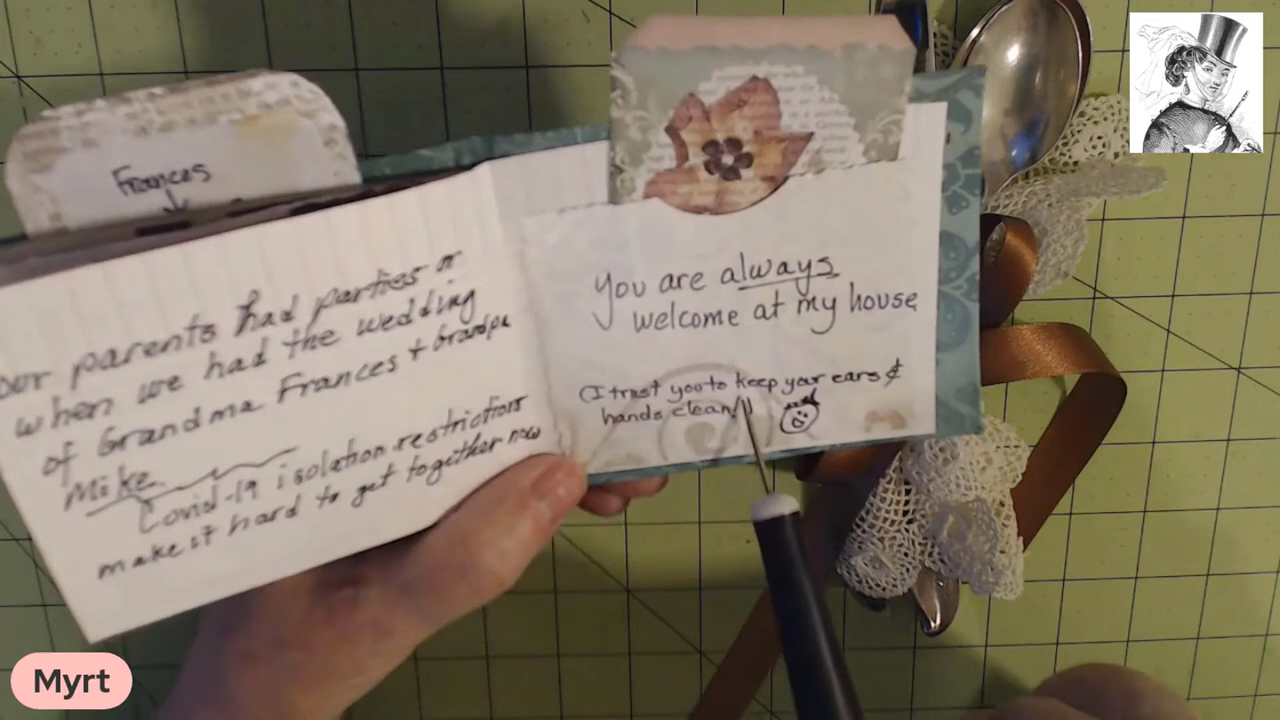 Frances
our parents had parties or
when we had the wedding
of Grandma Frances + Grandpa
Mike.
Covid-19 isolation restrictions
make it hard to get together now
You are always
welcome at my house
(I trust you to keep your ears &
hands clean!!)
Myrt